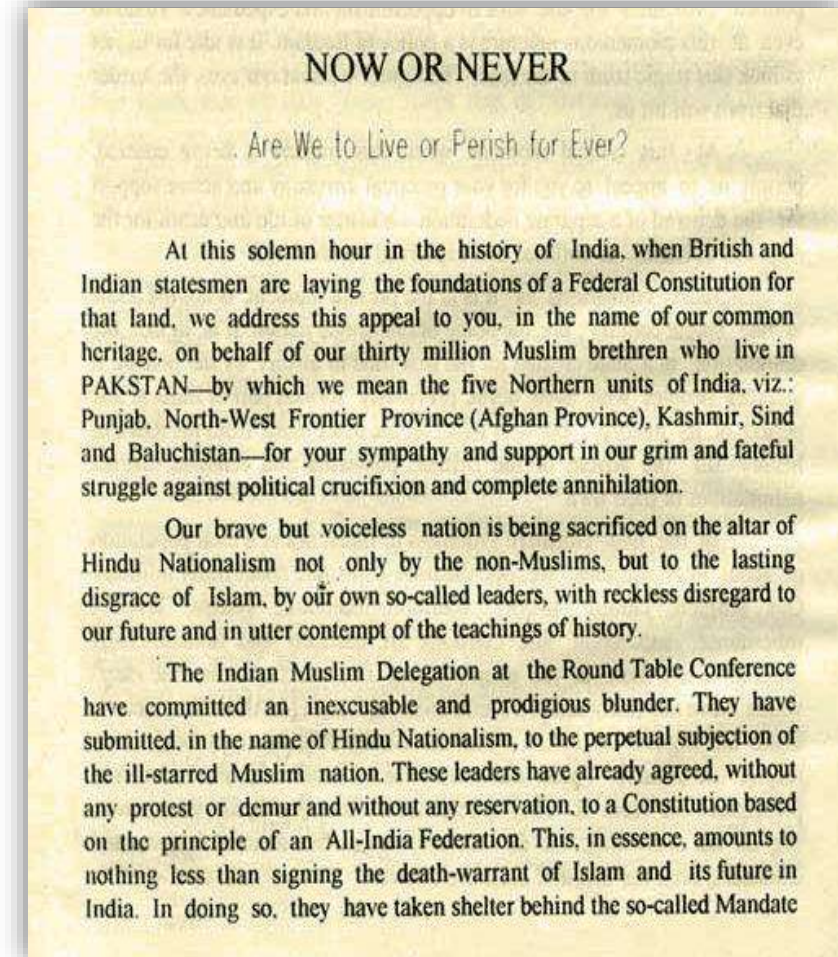 NOW OR NEVER
Are We to Live or Perish for Ever?
At this solemn hour in the history of India, when British and
Indian statesmen are laying the foundations of a Federal Constitution for
that land, we address this appeal to you, in the name of our common
heritage, on behalf of our thirty million Muslim brethren who live in
PAKSTAN—by which we mean the five Northern units of India, viz.:
Punjab, North-West Frontier Province (Afghan Province), Kashmir, Sind
and Baluchistan—for your sympathy and support in our grim and fateful
struggle against political crucifixion and complete annihilation.
Our brave but voiceless nation is being sacrificed on the altar of
Hindu Nationalism not only by the non-Muslims, but to the lasting
disgrace of Islam, by our own so-called leaders, with reckless disregard to
our future and in utter contempt of the teachings of history.
The Indian Muslim Delegation at the Round Table Conference
have committed an inexcusable and prodigious blunder. They have
submitted, in the name of Hindu Nationalism, to the perpetual subjection of
the ill-starred Muslim nation. These leaders have already agreed, without
any protest or demur and without any reservation, to a Constitution based
on the principle of an All-India Federation. This, in essence, amounts to
nothing less than signing the death-warrant of Islam and its future in
India. In doing so, they have taken shelter behind the so-called Mandate